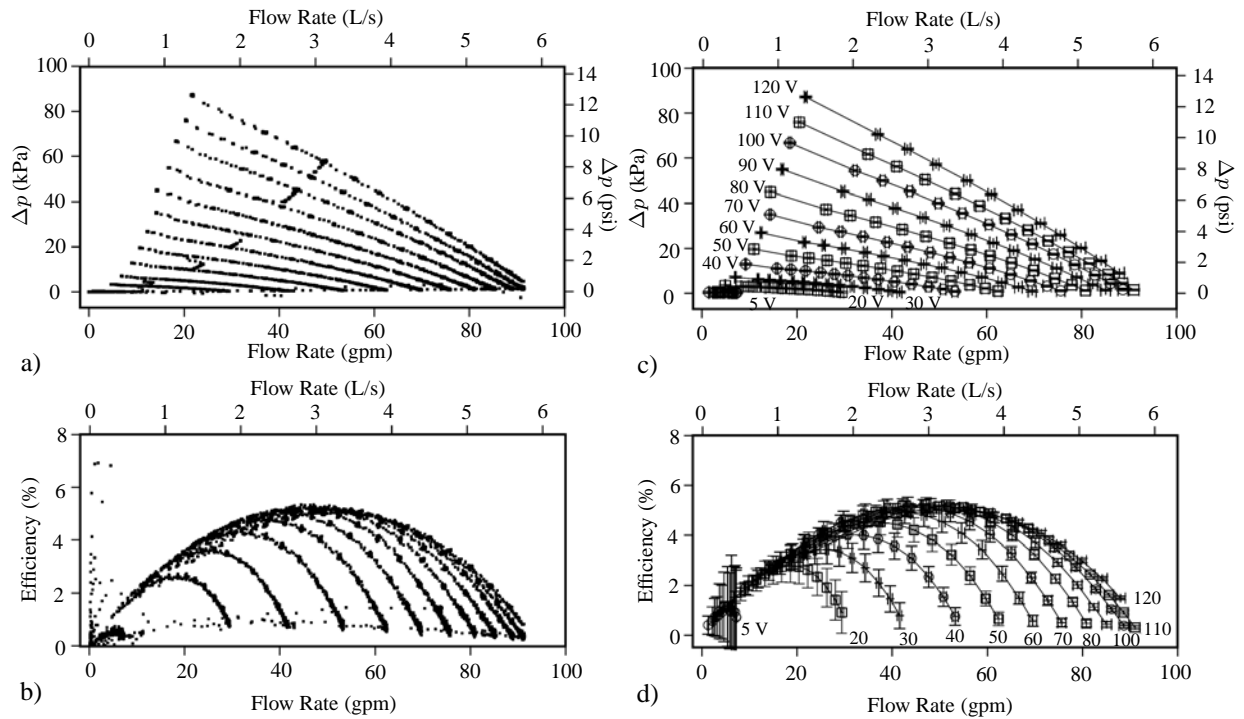 Flow Rate (L/s)
0 1 2 3 4 5 6
100
80
60
40
20
0
Δp (kPa)
14
12
10
8
6
4
2
0
Δp (psi)
0 20 40 60 80 100
Flow Rate (gpm)
a)
Flow Rate (L/s)
0 1 2 3 4 5 6
100
80
60
40
20
0
Δp (kPa)
120 V
110 V
100 V
90 V
80 V
70 V
60 V
50 V
40 V
5 V
20 V
30 V
14
12
10
8
6
4
2
0
Δp (psi)
0 20 40 60 80 100
Flow Rate (gpm)
c)
Flow Rate (L/s)
0 1 2 3 4 5 6
8
6
4
2
0
Efficiency (%)
0 20 40 60 80 100
Flow Rate (gpm)
b)
Flow Rate (L/s)
0 1 2 3 4 5 6
8
6
4
2
0
Efficiency (%)
5 V
20
30
40
50
60
70
80
100
110
120
0 20 40 60 80 100
Flow Rate (gpm)
d)